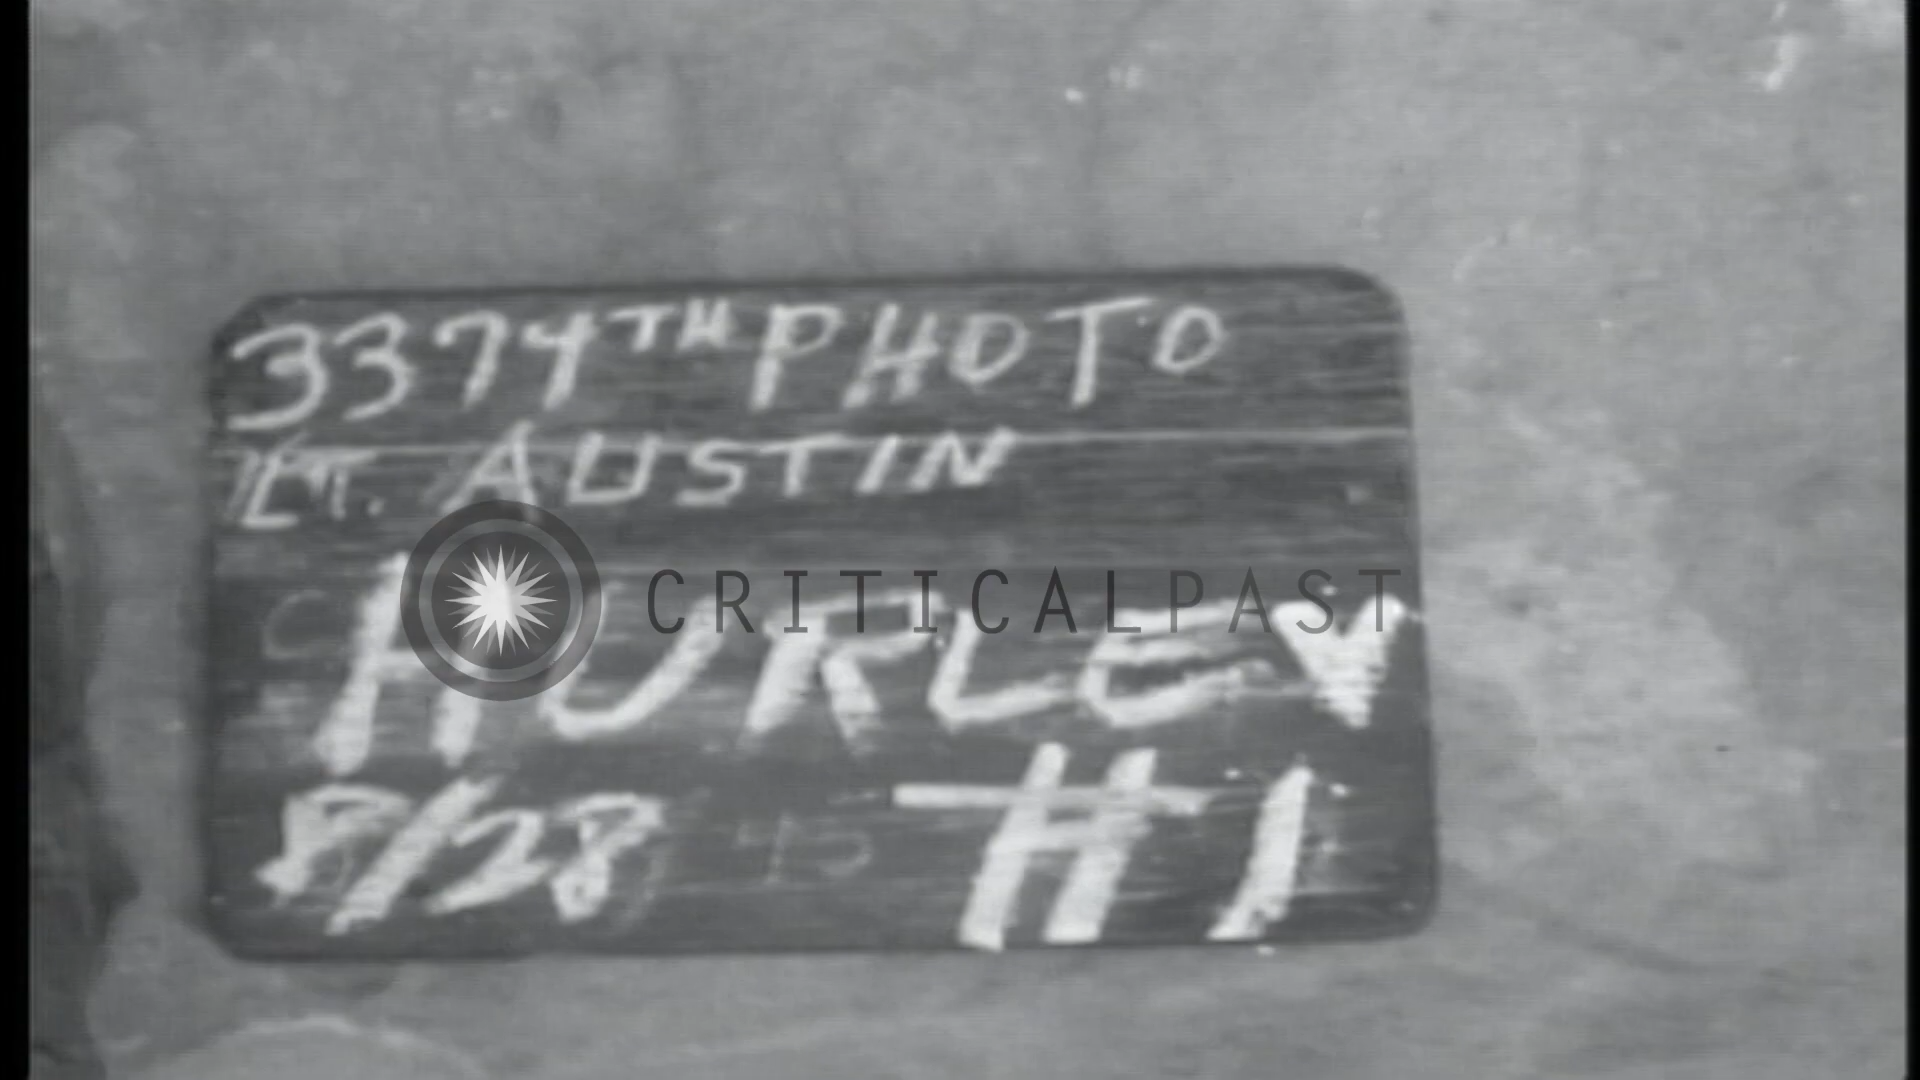 3374TH PHOTO
LT. AUSTIN
HURLEY
CRITICALPAST
8/28 #1